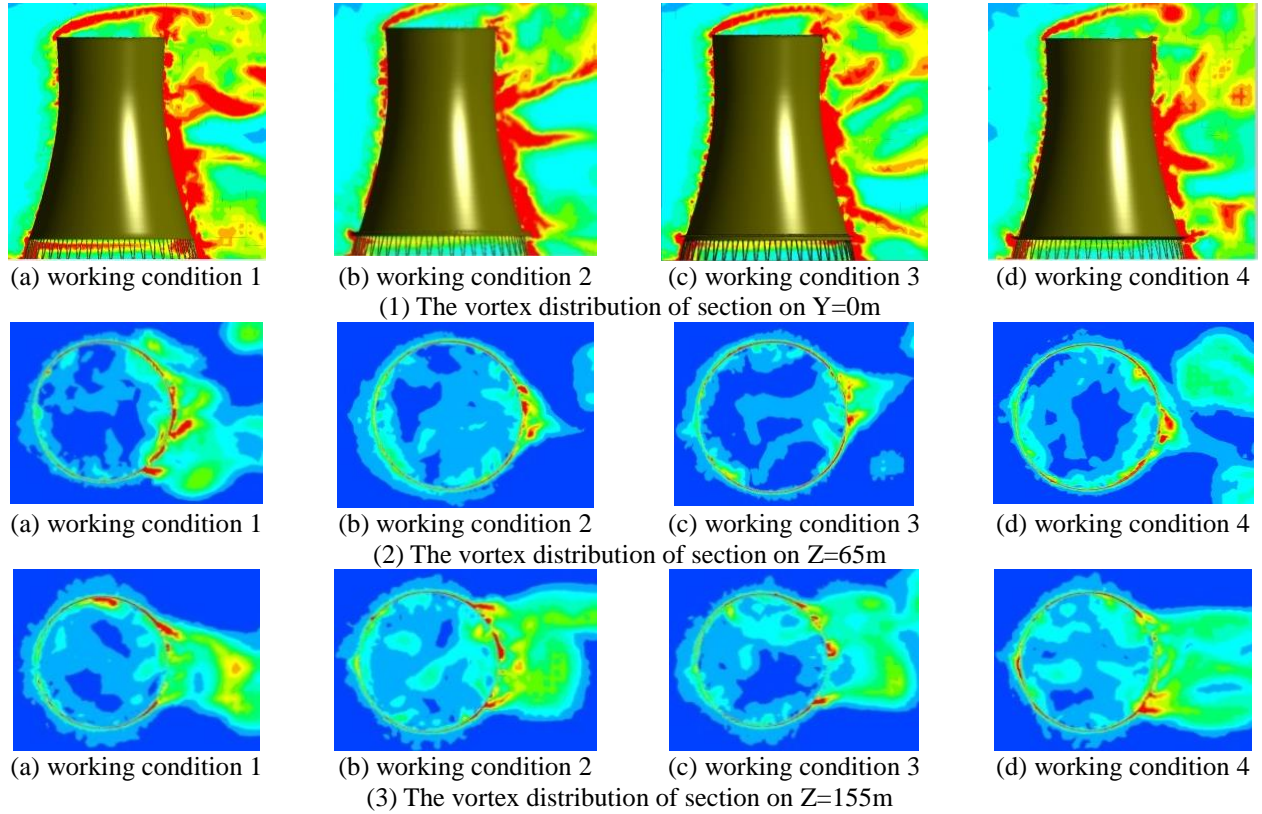 (a) working condition 1 (b) working condition 2 (c) working condition 3 (d) working condition 4
(1) The vortex distribution of section on Y=0m
(a) working condition 1 (b) working condition 2 (c) working condition 3 (d) working condition 4
(2) The vortex distribution of section on Z=65m
(a) working condition 1 (b) working condition 2 (c) working condition 3 (d) working condition 4
(3) The vortex distribution of section on Z=155m